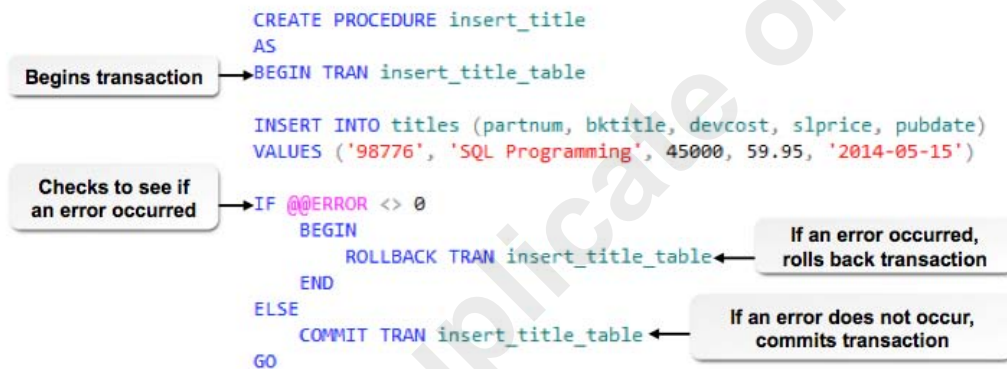 CREATE PROCEDURE insert_title
AS
Begins transaction
BEGIN TRAN insert_title_table
INSERT INTO titles (partnum, bktitle, devcost, slprice, pubdate)
VALUES ('98776', 'SQL Programming', 45000, 59.95, '2014-05-15')
Checks to see if
an error occurred
IF @@ERROR <> 0
BEGIN
ROLLBACK TRAN insert_title_table
If an error occurred,
rolls back transaction
END
ELSE
COMMIT TRAN insert_title_table
If an error does not occur,
commits transaction
GO